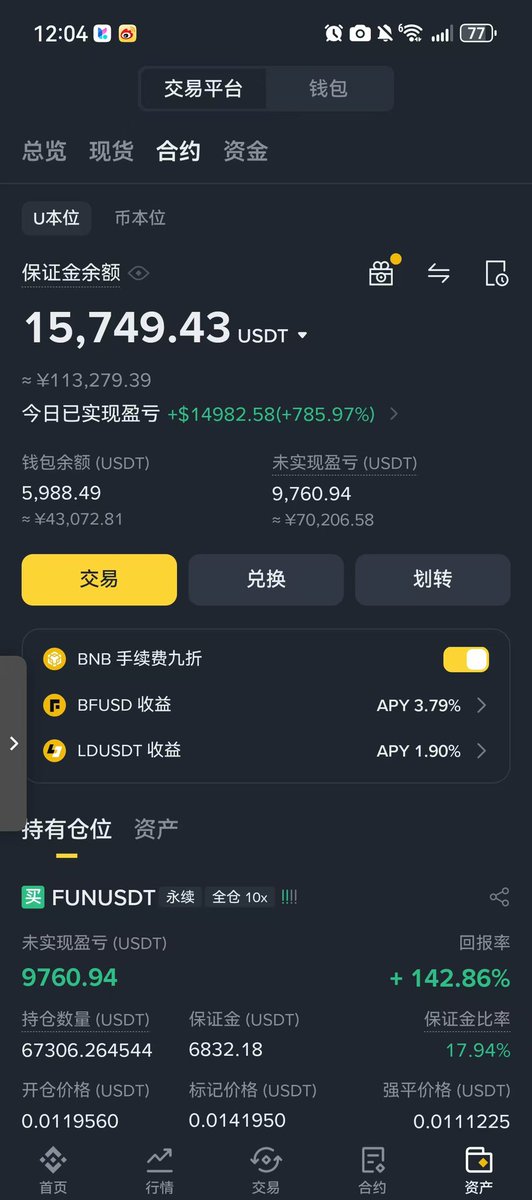 12:04 6 77
交易平台 钱包
总览 现货 合约 资金
U本位 币本位
保证金余额
15,749.43 USDT
≈ ¥113,279.39
今日已实现盈亏 +$14982.58(+785.97%)
钱包余额 (USDT) 未实现盈亏 (USDT)
5,988.49 9,760.94
≈ ¥43,072.81 ≈ ¥70,206.58
交易 兑换 划转
BNB 手续费九折
BFUSD 收益 APY 3.79%
LDUSDT 收益 APY 1.90%
持有仓位 资产
买 FUNUSDT 永续 全仓 10x !!!!
未实现盈亏 (USDT) 回报率
9760.94 + 142.86%
持仓数量 (USDT) 保证金 (USDT) 保证金比率
67306.264544 6832.18 17.94%
开仓价格 (USDT) 标记价格 (USDT) 强平价格 (USDT)
0.0119560 0.0141950 0.0111225
首页 行情 交易 合约 资产